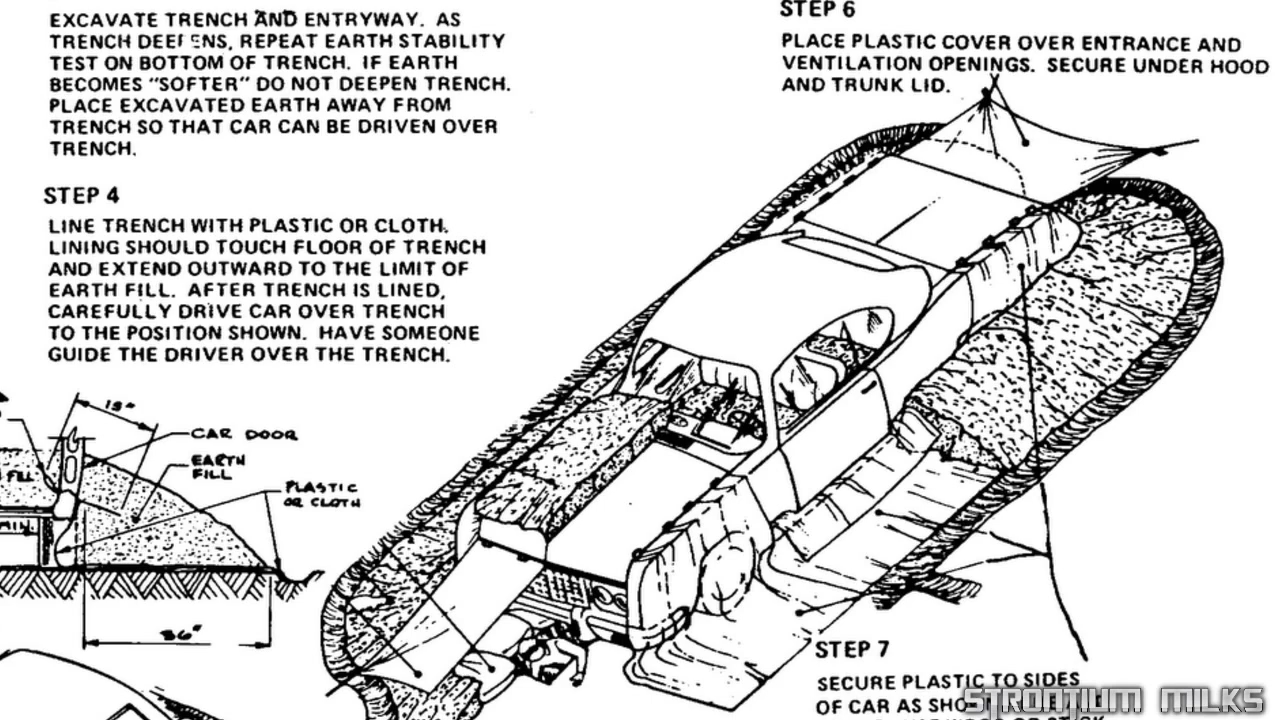 EXCAVATE TRENCH AND ENTRYWAY. AS
TRENCH DEEPENS, REPEAT EARTH STABILITY
TEST ON BOTTOM OF TRENCH. IF EARTH
BECOMES "SOFTER" DO NOT DEEPEN TRENCH.
PLACE EXCAVATED EARTH AWAY FROM
TRENCH SO THAT CAR CAN BE DRIVEN OVER
TRENCH.
STEP 4
LINE TRENCH WITH PLASTIC OR CLOTH.
LINING SHOULD TOUCH FLOOR OF TRENCH
AND EXTEND OUTWARD TO THE LIMIT OF
EARTH FILL. AFTER TRENCH IS LINED,
CAREFULLY DRIVE CAR OVER TRENCH
TO THE POSITION SHOWN. HAVE SOMEONE
GUIDE THE DRIVER OVER THE TRENCH.
CAR DOOR
EARTH
FILL
PLASTIC
OR CLOTH
FILL
MIN.
36"
STEP 6
PLACE PLASTIC COVER OVER ENTRANCE AND
VENTILATION OPENINGS. SECURE UNDER HOOD
AND TRUNK LID.
STEP 7
SECURE PLASTIC TO SIDES
OF CAR AS
STRONTIUM MILKS